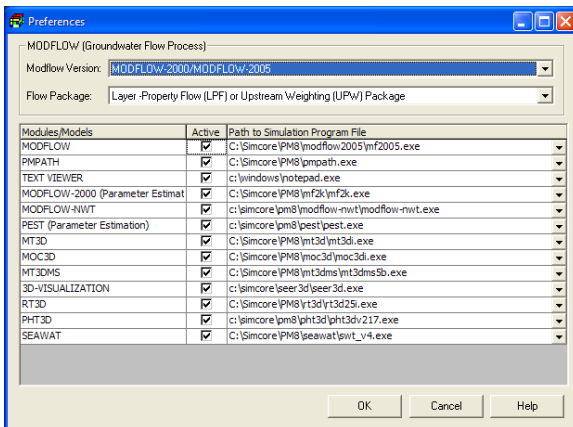 Preferences
MODFLOW (Groundwater Flow Process)
Modflow Version: MODFLOW-2000/MODFLOW-2005
Flow Package: Layer -Property Flow (LPF) or Upstream Weighting (UPW) Package
Modules/Models Active Path to Simulation Program File
MODFLOW C:\Simcore\PM8\modflow2005\mf2005.exe
PMPATH C:\Simcore\PM8\pmpath.exe
TEXT VIEWER c:\windows\notepad.exe
MODFLOW-2000 (Parameter Estimat C:\Simcore\PM8\mf2k\mf2k.exe
MODFLOW-NWT c:\simcore\pm8\modflow-nwt\modflow-nwt.exe
PEST (Parameter Estimation) C:\simcore\pm8\pest\pest.exe
MT3D C:\Simcore\PM8\mt3d\mt3di.exe
MOC3D C:\Simcore\PM8\moc3d\moc3di.exe
MT3DMS C:\Simcore\PM8\mt3dms\mt3dms5b.exe
3D-VISUALIZATION c:\simcore\seer3d\seer3d.exe
RT3D C:\Simcore\PM8\rt3d\rt3d25i.exe
PHT3D c:\simcore\pm8\pht3d\pht3dv217.exe
SEAWAT c:\Simcore\PM8\seawat\swt_v4.exe
OK Cancel Help